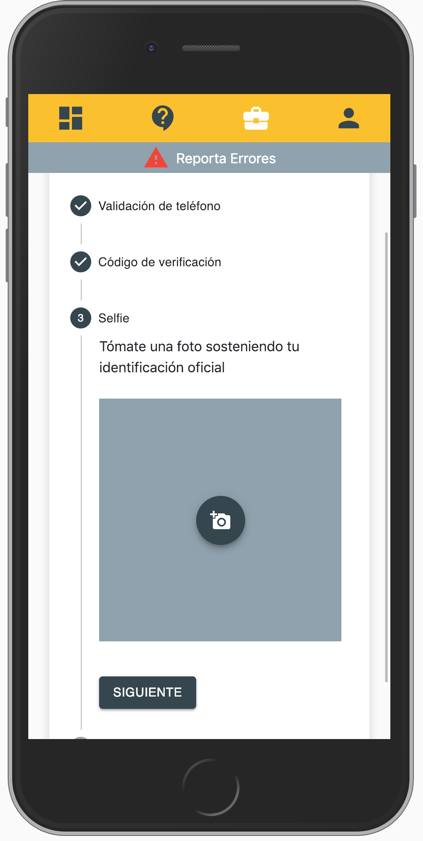 Reporta Errores
Validación de teléfono
Código de verificación
3 Selfie
Tómate una foto sosteniendo tu
identificación oficial
SIGUIENTE